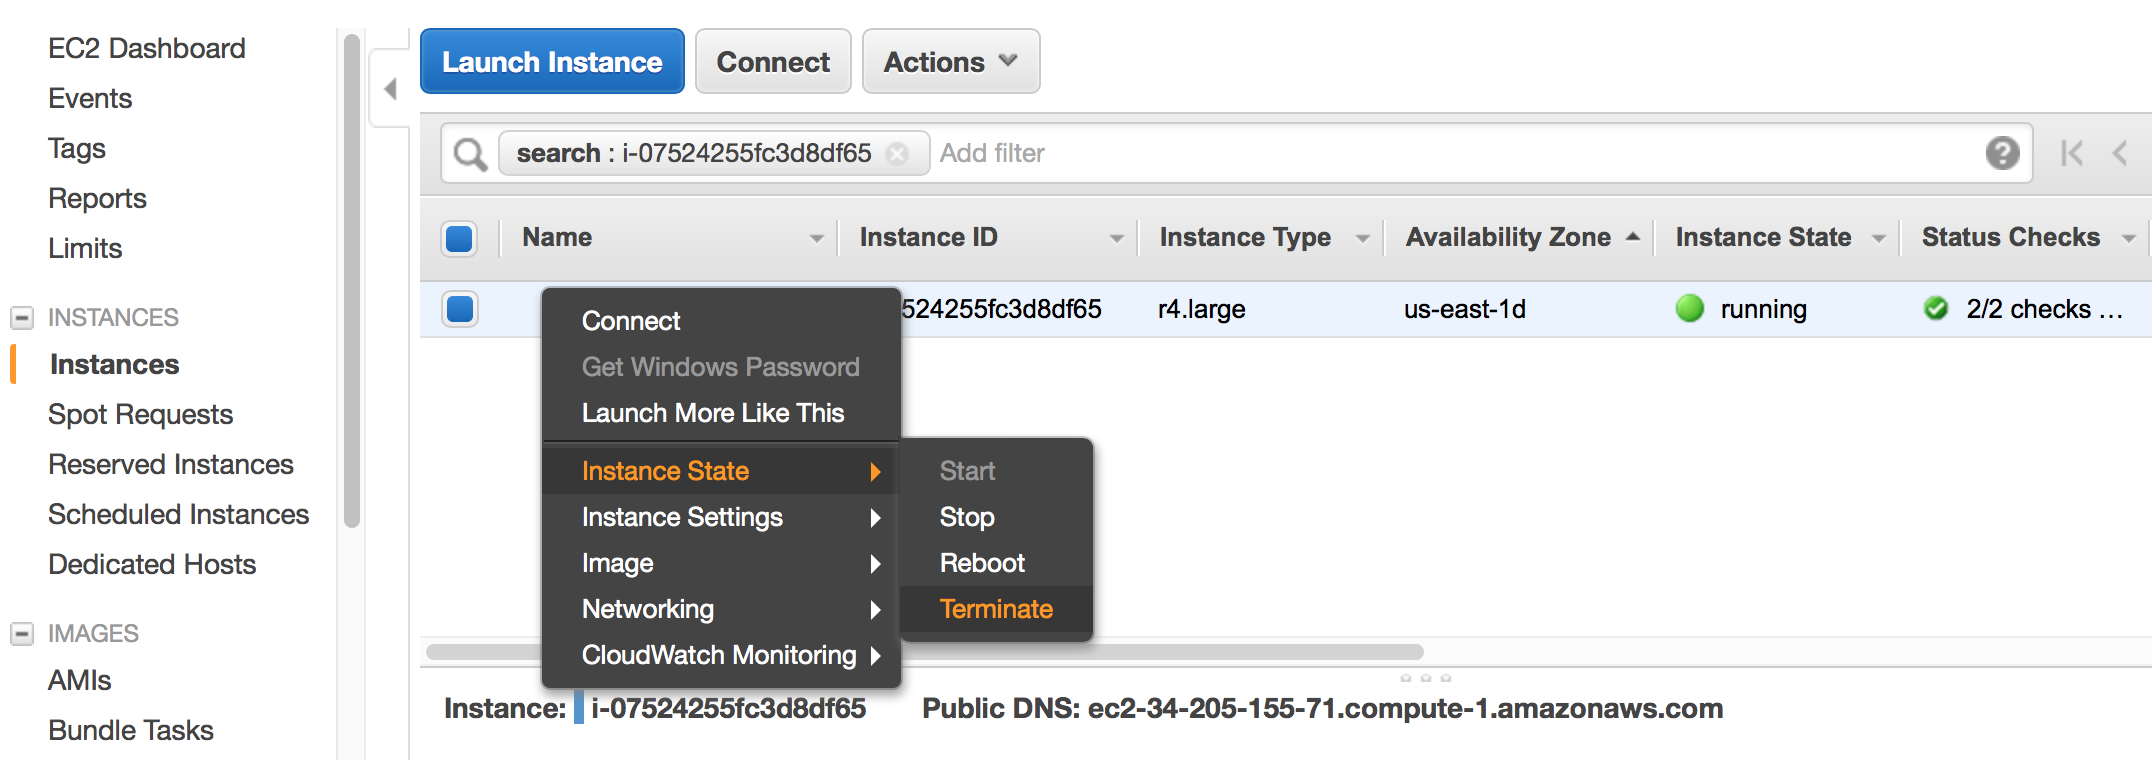 EC2 Dashboard
Events
Tags
Reports
Limits
INSTANCES
Instances
Spot Requests
Reserved Instances
Scheduled Instances
Dedicated Hosts
IMAGES
AMIs
Bundle Tasks
Launch Instance
Connect
Actions
search : i-07524255fc3d8df65
Add filter
Name
Instance ID
Instance Type
Availability Zone
Instance State
Status Checks
524255fc3d8df65
r4.large
us-east-1d
running
2/2 checks ...
Connect
Get Windows Password
Launch More Like This
Instance State
Instance Settings
Image
Networking
CloudWatch Monitoring
Start
Stop
Reboot
Terminate
Instance: i-07524255fc3d8df65
Public DNS: ec2-34-205-155-71.compute-1.amazonaws.com